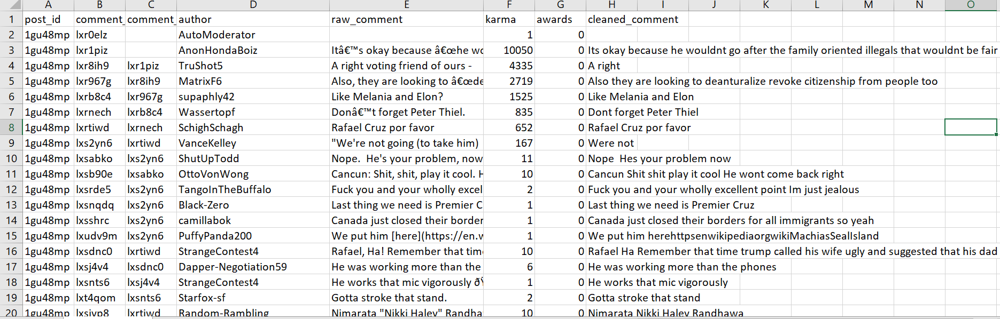 A B C D E F G H I J K L M N O
1 post_id comment_ comment_ author raw_comment karma awards cleaned_comment
2 1gu48mp lxr0elz AutoModerator 1 0
3 1gu48mp lxr1piz AnonHondaBoiz Itâ€™s okay because â€œhe wo 10050 0 Its okay because he wouldnt go after the family oriented illegals that wouldnt be fair
4 1gu48mp lxr8ih9 lxr1piz TruShot5 A right voting friend of ours - 4335 0 A right
5 1gu48mp lxr967g lxr8ih9 MatrixF6 Also, they are looking to â€œde 2719 0 Also they are looking to deanturalize revoke citizenship from people too
6 1gu48mp lxrb8c4 lxr967g supaphly42 Like Melania and Elon? 1525 0 Like Melania and Elon
7 1gu48mp lxrnech lxrb8c4 Wassertopf Donâ€™t forget Peter Thiel. 835 0 Dont forget Peter Thiel
8 1gu48mp lxrtiwd lxrnech SchighSchagh Rafael Cruz por favor 652 0 Rafael Cruz por favor
9 1gu48mp lxs2yn6 lxrtiwd VanceKelley "We're not going (to take him) 167 0 Were not
10 1gu48mp lxsabko lxs2yn6 ShutUpTodd Nope. He's your problem, now 11 0 Nope Hes your problem now
11 1gu48mp lxsb90e lxsabko OttoVonWong Cancun: Shit, shit, play it cool. H 10 0 Cancun Shit shit play it cool He wont come back right
12 1gu48mp lxsrde5 lxs2yn6 TangoInTheBuffalo Fuck you and your wholly excel 2 0 Fuck you and your wholly excellent point Im just jealous
13 1gu48mp lxsnqdq lxs2yn6 Black-Zero Last thing we need is Premier C 1 0 Last thing we need is Premier Cruz
14 1gu48mp lxsshrc lxs2yn6 camillabok Canada just closed their border 1 0 Canada just closed their borders for all immigrants so yeah
15 1gu48mp lxudv9m lxs2yn6 PuffyPanda200 We put him [here](https://en.w 1 0 We put him herehttpsenwikipediaorgwikiMachiasSealIsland
16 1gu48mp lxsdnc0 lxrtiwd StrangeContest4 Rafael, Ha! Remember that tim 10 0 Rafael Ha Remember that time trump called his wife ugly and suggested that his dad
17 1gu48mp lxsj4v4 lxsdnc0 Dapper-Negotiation59 He was working more than the 6 0 He was working more than the phones
18 1gu48mp lxsnts6 lxsj4v4 StrangeContest4 He works that mic vigorously ðŸ 1 0 He works that mic vigorously
19 1gu48mp lxt4qom lxsnts6 Starfox-sf Gotta stroke that stand. 2 0 Gotta stroke that stand
20 1gu48mp lxsivp8 lxrtiwd Random-Rambling Nimarata "Nikki Haley" Randha 10 0 Nimarata Nikki Haley Randhawa